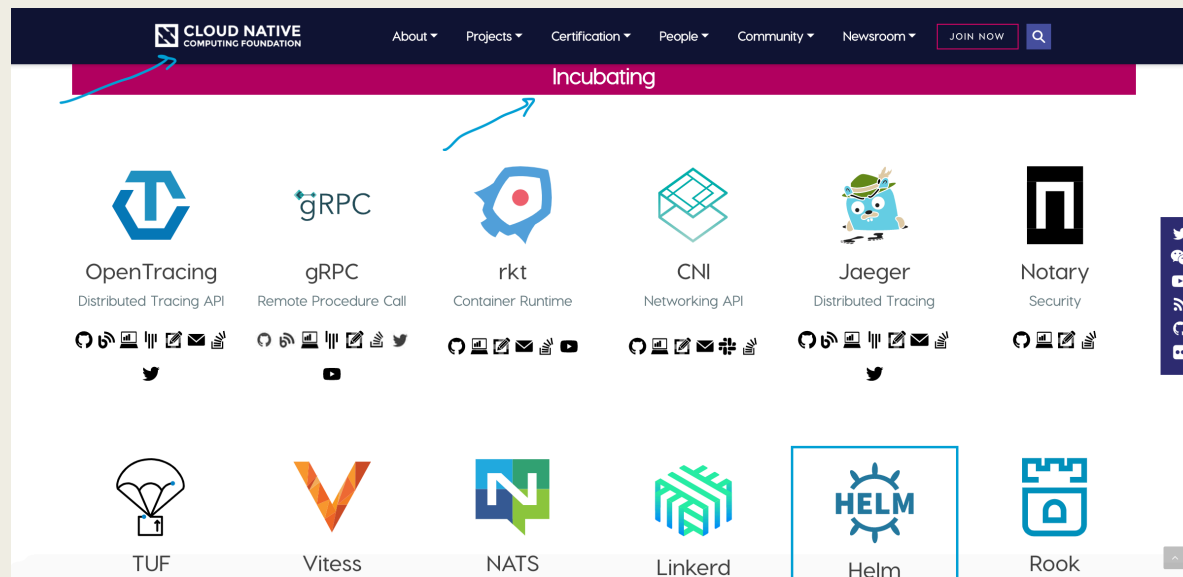 CLOUD NATIVE
COMPUTING FOUNDATION
About Projects Certification People Community Newsroom JOIN NOW
Incubating
gRPC
OpenTracing gRPC rkt CNI Jaeger Notary
Distributed Tracing API Remote Procedure Call Container Runtime Networking API Distributed Tracing Security
N HELM D
TUF Vitess NATS Linkerd Helm Rook